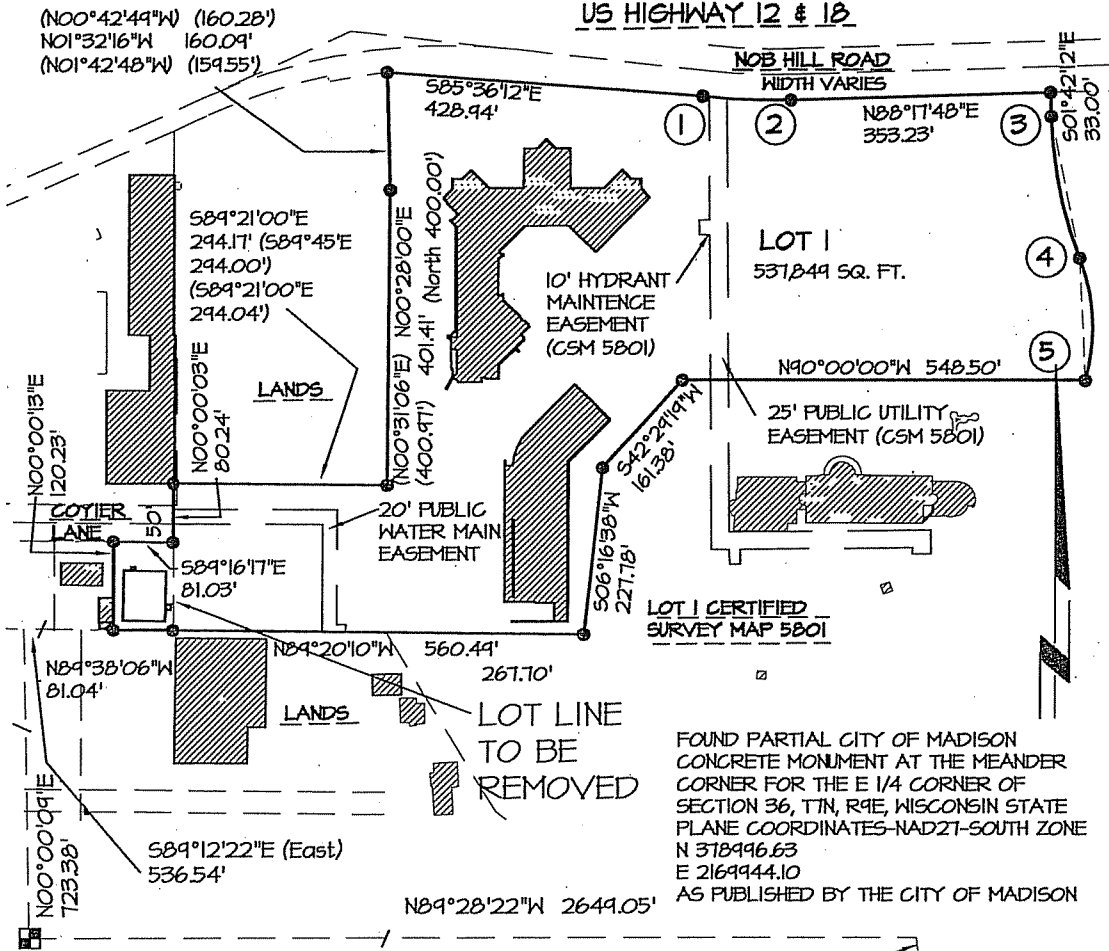 US HIGHWAY 12 & 18
(N00°42'49"W) (160.28')
N01°32'16"W 160.09'
(N01°42'48"W) (159.55')
NOB HILL ROAD
WIDTH VARIES
S85°36'12"E
428.94'
1
2
N88°17'48"E
353.23'
3
S01°42'12"E
33.00'
S89°21'00"E
294.17' (S89°45'E
294.00')
(S89°21'00"E
294.04')
N00°28'00"E
(North 400.00')
(N00°31'06"E) 401.41'
(400.97')
LOT 1
537,849 SQ. FT.
4
10' HYDRANT
MAINTENCE
EASEMENT
(CSM 5801)
5
N90°00'00"W 548.50'
LANDS
N00°00'03"E
80.24'
25' PUBLIC UTILITY
EASEMENT (CSM 5801)
N00°00'13"E
120.23'
S42°29'19"W
161.38'
COYIER
LANE
50'
20' PUBLIC
WATER MAIN
EASEMENT
S89°16'17"E
81.03'
S06°16'38"W
227.78'
LOT 1 CERTIFIED
SURVEY MAP 5801
N89°38'06"W
81.04'
N89°20'10"W 560.49'
267.70'
LANDS
LOT LINE
TO BE
REMOVED
FOUND PARTIAL CITY OF MADISON
CONCRETE MONUMENT AT THE MEANDER
CORNER FOR THE E 1/4 CORNER OF
SECTION 36, T7N, R9E, WISCONSIN STATE
PLANE COORDINATES-NAD27-SOUTH ZONE
N 378996.63
E 2169944.10
AS PUBLISHED BY THE CITY OF MADISON
N00°00'09"E
723.38'
S89°12'22"E (East)
536.54'
N89°28'22"W 2649.05'